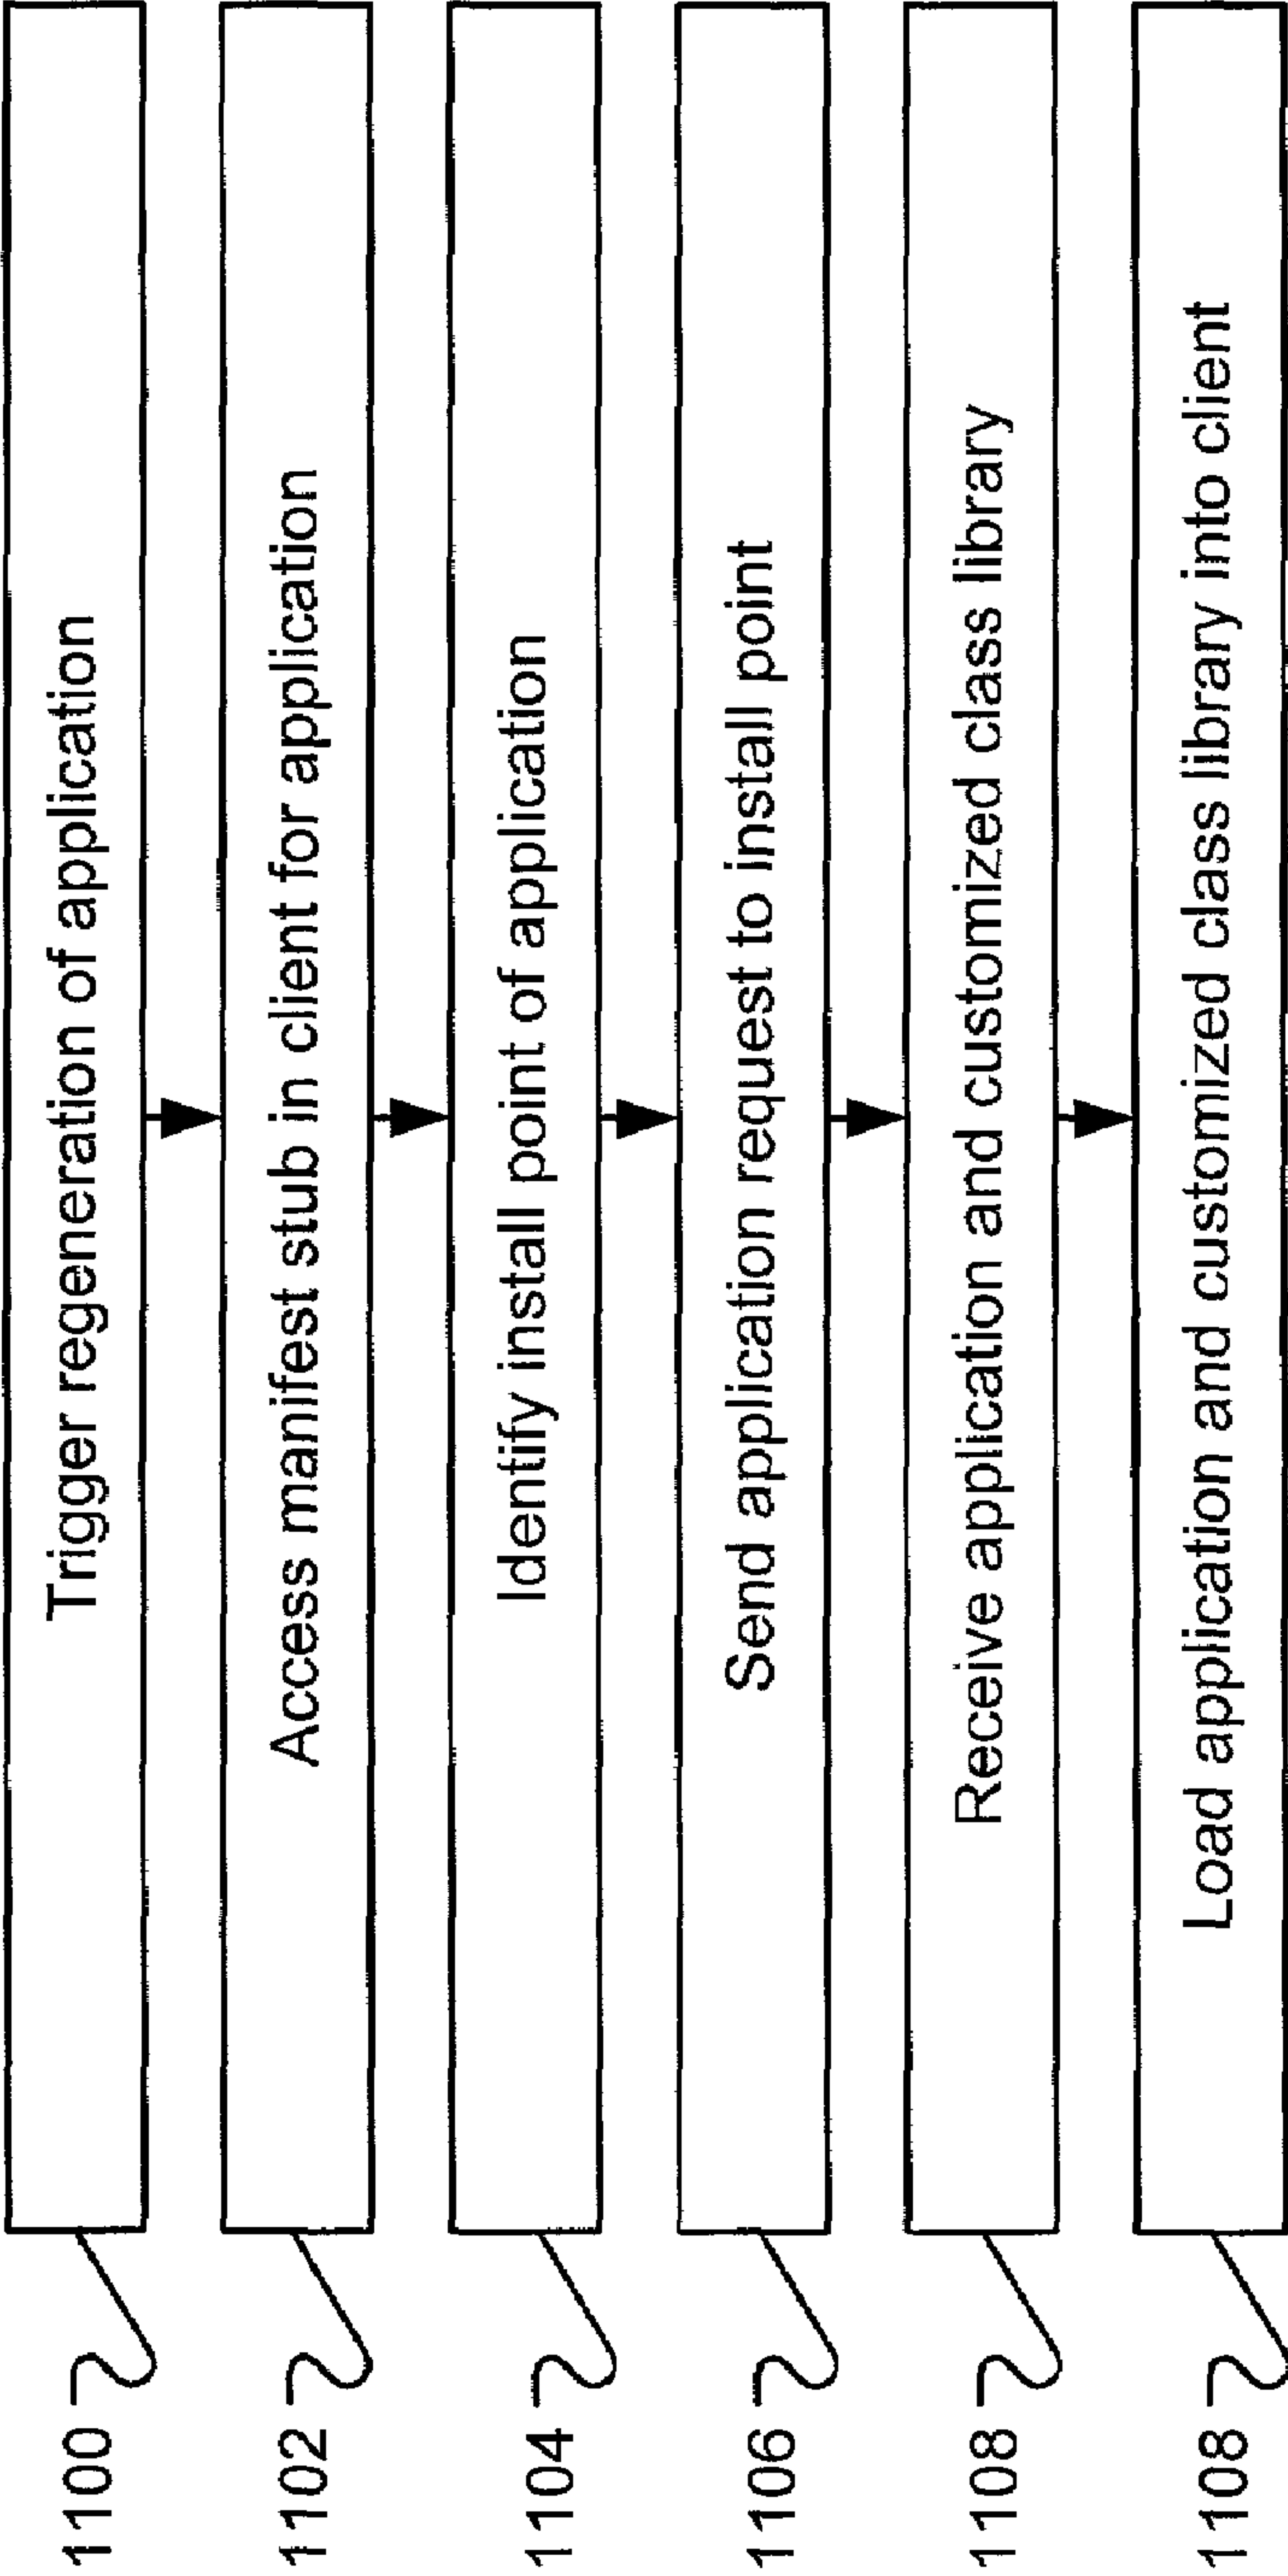 1100
Trigger regeneration of application
1102
Access manifest stub in client for application
1104
Identify install point of application
1106
Send application request to install point
1108
Receive application and customized class library
1108
Load application and customized class library into client